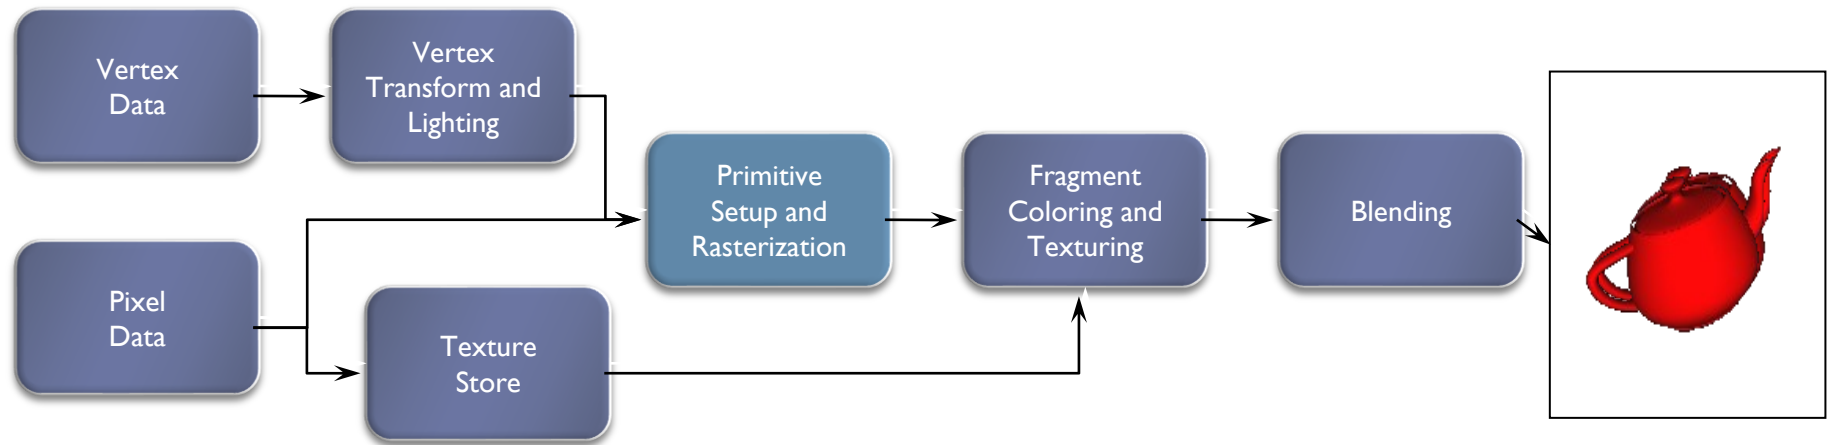 Vertex
Data
Vertex
Transform and
Lighting
Primitive
Setup and
Rasterization
Fragment
Coloring and
Texturing
Blending
Pixel
Data
Texture
Store